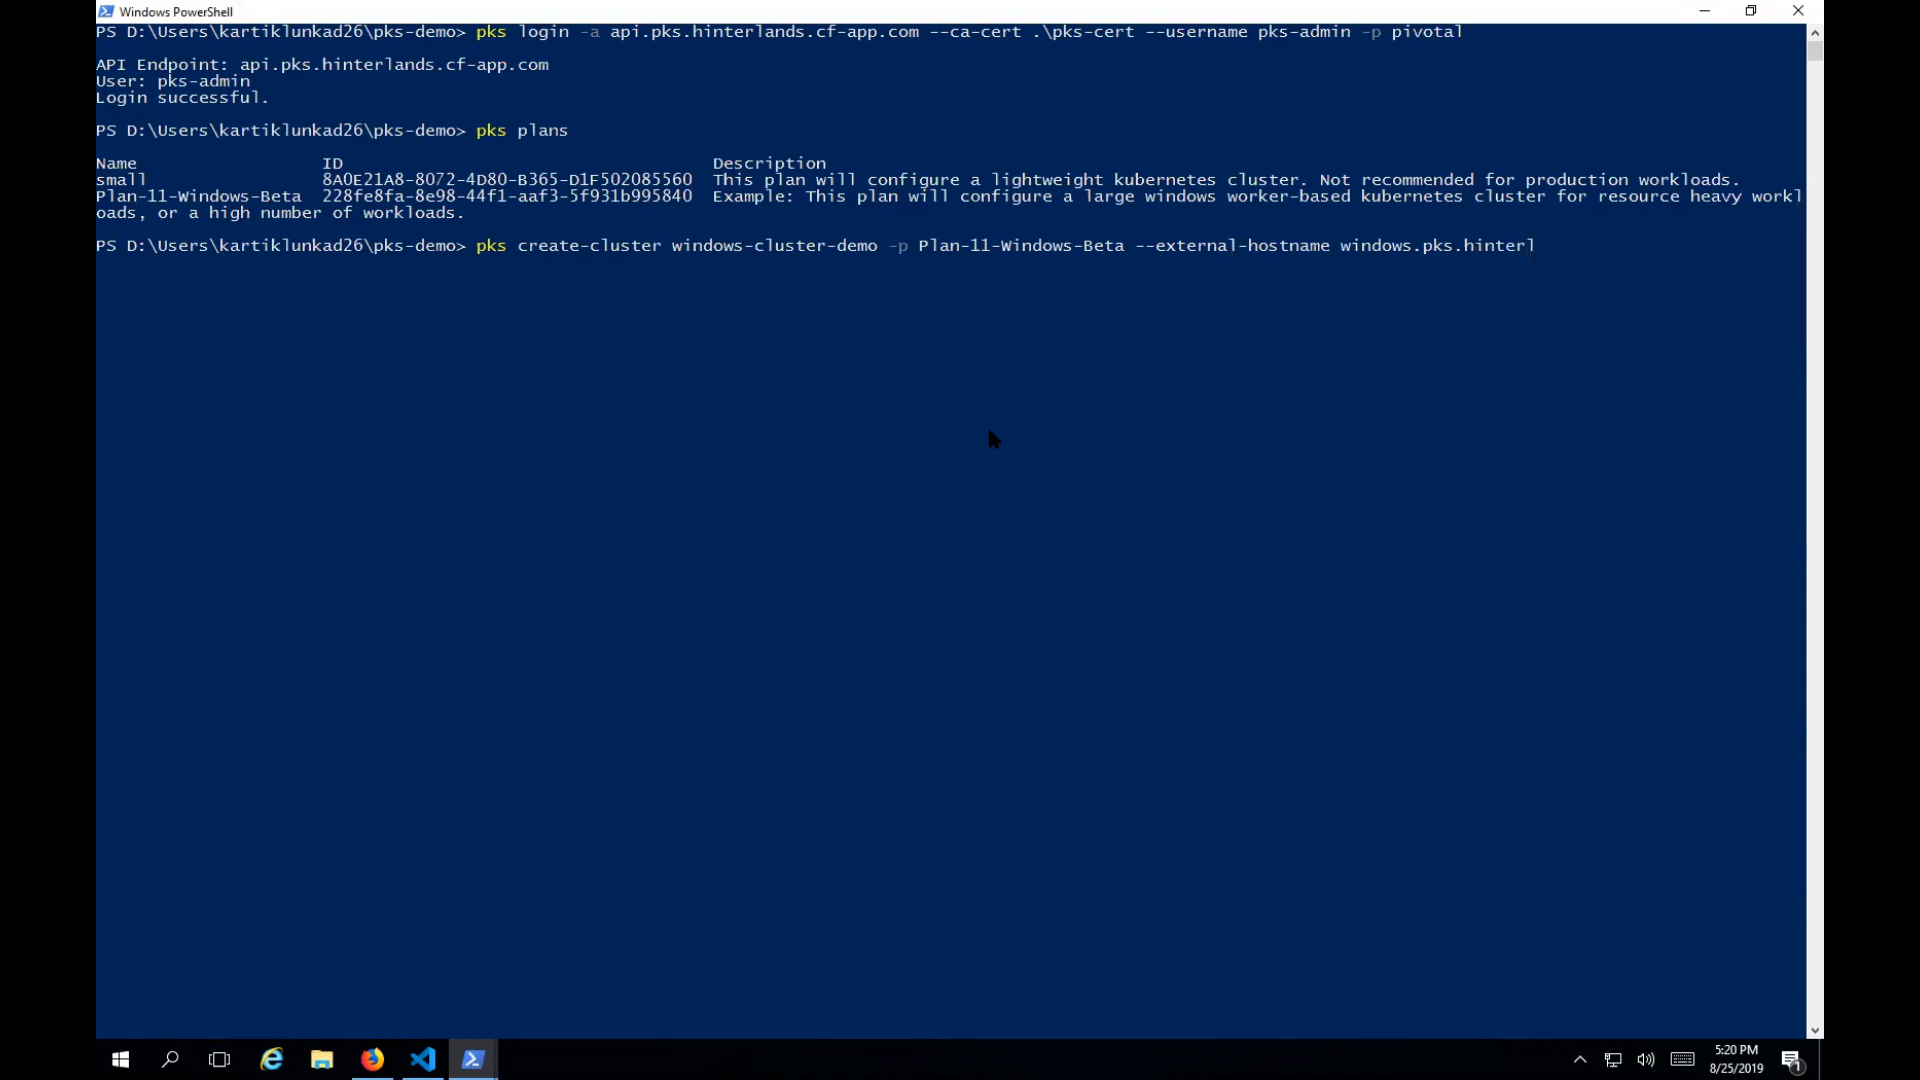 Windows PowerShell
PS D:\Users\kartiklunkad26\pks-demo> pks login -a api.pks.hinterlands.cf-app.com --ca-cert .\pks-cert --username pks-admin -p pivotal
API Endpoint: api.pks.hinterlands.cf-app.com
User: pks-admin
Login successful.
PS D:\Users\kartiklunkad26\pks-demo> pks plans
Name ID Description
small 8A0E21A8-8072-4D80-B365-D1F502085560 This plan will configure a lightweight kubernetes cluster. Not recommended for production workloads.
Plan-11-Windows-Beta 228fe8fa-8e98-44f1-aaf3-5f931b995840 Example: This plan will configure a large windows worker-based kubernetes cluster for resource heavy workl
oads, or a high number of workloads.
PS D:\Users\kartiklunkad26\pks-demo> pks create-cluster windows-cluster-demo -p Plan-11-Windows-Beta --external-hostname windows.pks.hinterl
5:20 PM
8/25/2019
1